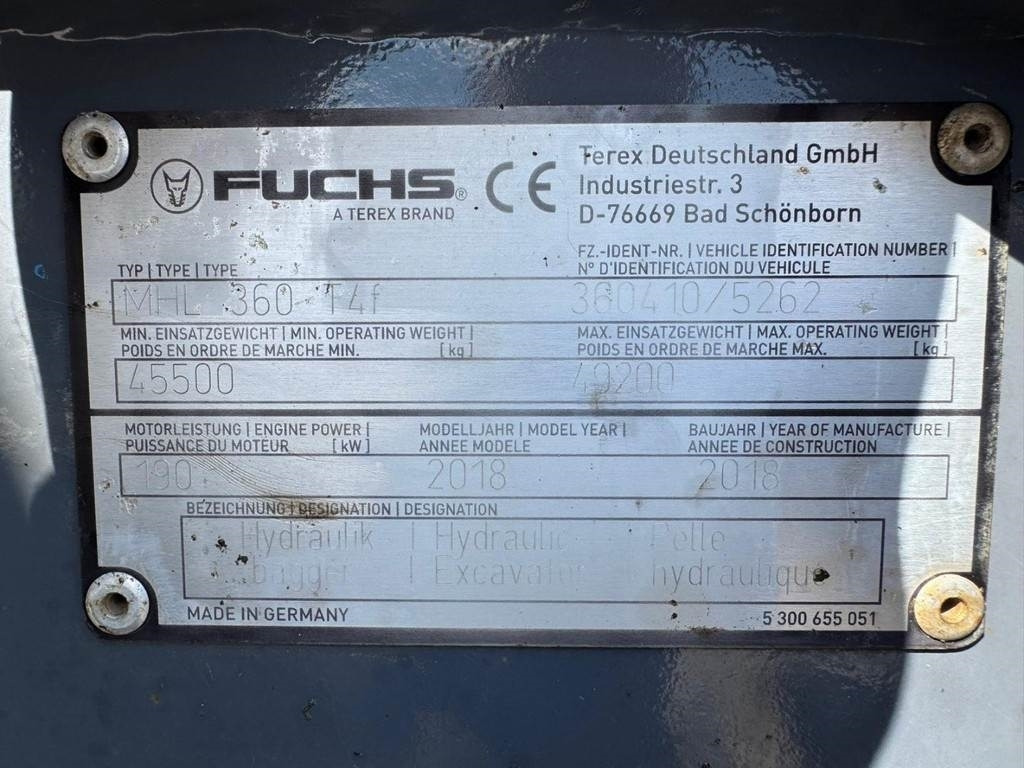 FUCHS®
A TEREX BRAND
CE
Terex Deutschland GmbH
Industriestr. 3
D-76669 Bad Schönborn
TYP | TYPE | TYPE
FZ.-IDENT-NR. | VEHICLE IDENTIFICATION NUMBER |
N° D'IDENTIFICATION DU VEHICULE
MHL 360 T4f
360410/5262
MIN. EINSATZGEWICHT | MIN. OPERATING WEIGHT |
POIDS EN ORDRE DE MARCHE MIN. [kg]
MAX. EINSATZGEWICHT | MAX. OPERATING WEIGHT |
POIDS EN ORDRE DE MARCHE MAX. [kg]
45500
49200
MOTORLEISTUNG | ENGINE POWER |
PUISSANCE DU MOTEUR [kW]
MODELLJAHR | MODEL YEAR |
ANNEE MODELE
BAUJAHR | YEAR OF MANUFACTURE |
ANNEE DE CONSTRUCTION
190
2018
2018
BEZEICHNUNG | DESIGNATION | DESIGNATION
Hydraulik | Hydraulic Pelle
bagger | Excavator hydraulique
MADE IN GERMANY
5 300 655 051